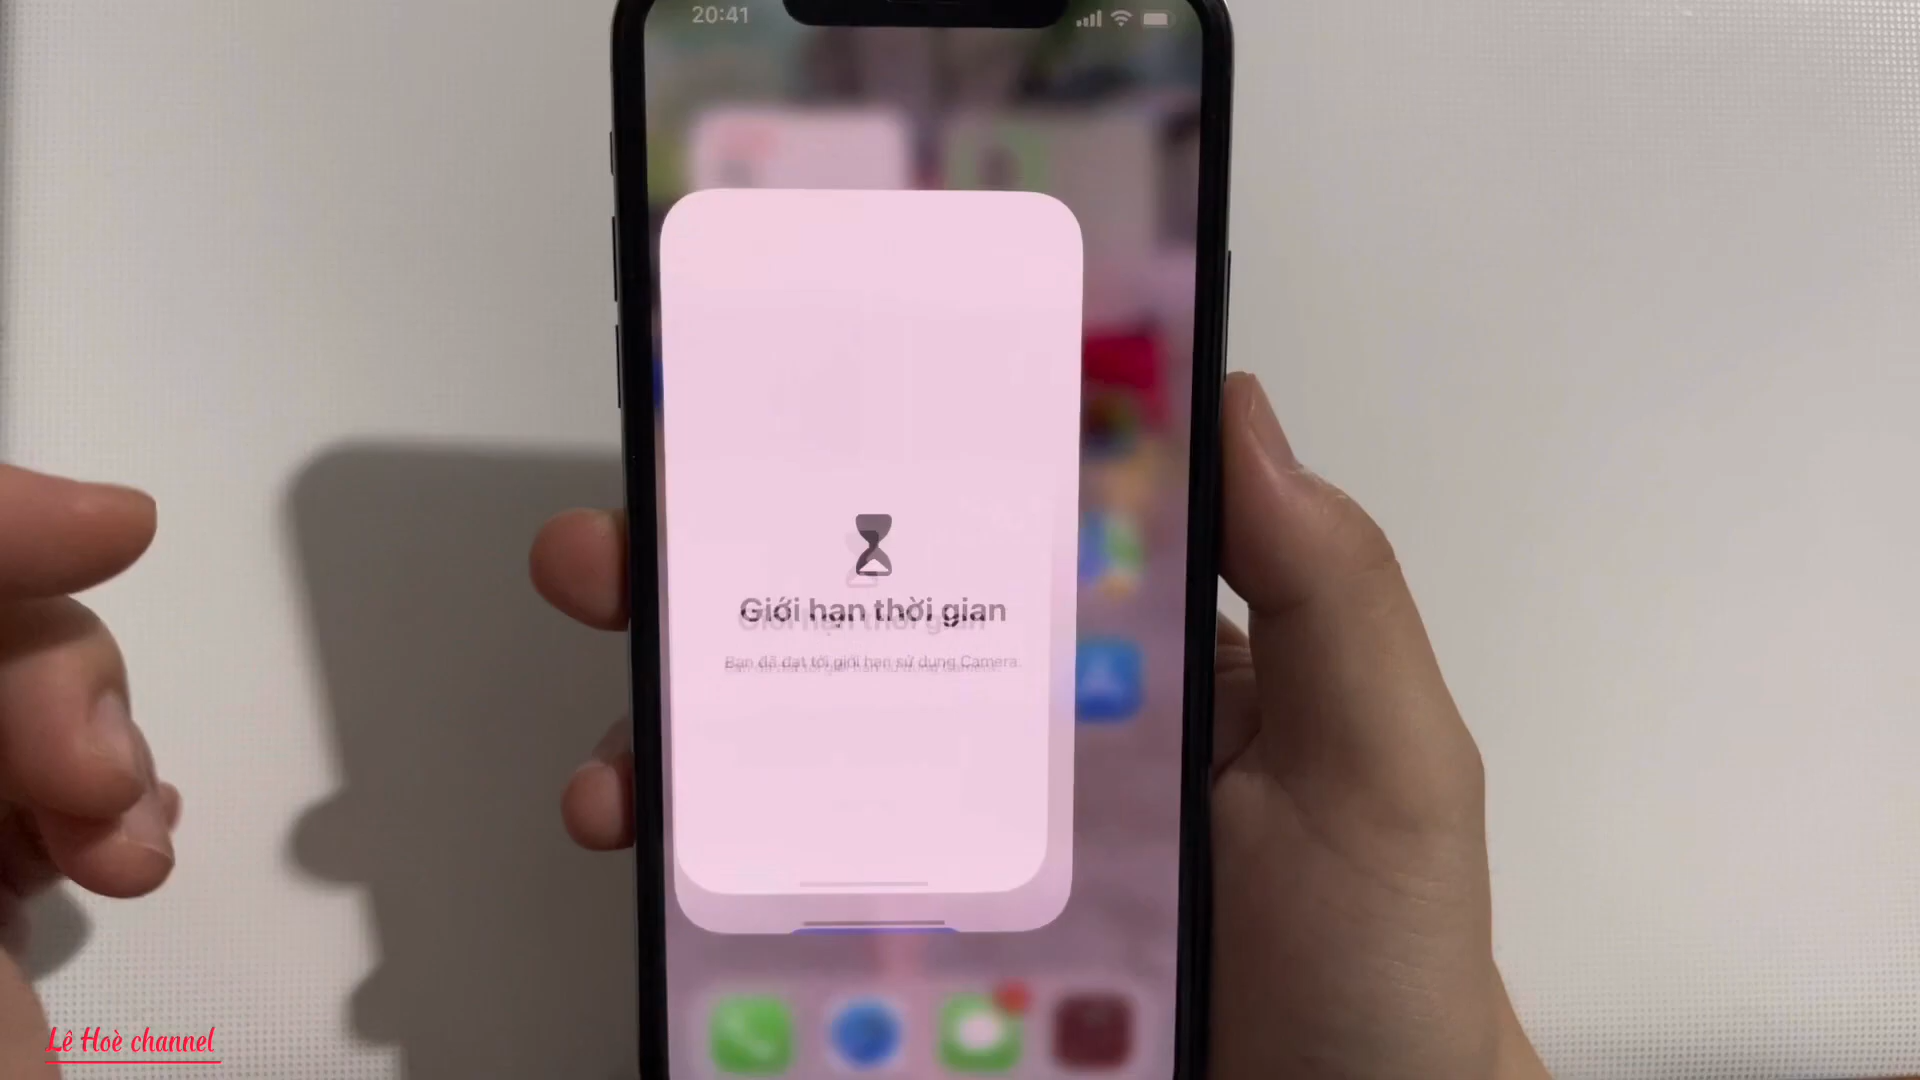 20:41
Giới hạn thời gian
Bạn đã đạt tới giới hạn sử dụng Camera.
Lê Hoè channel